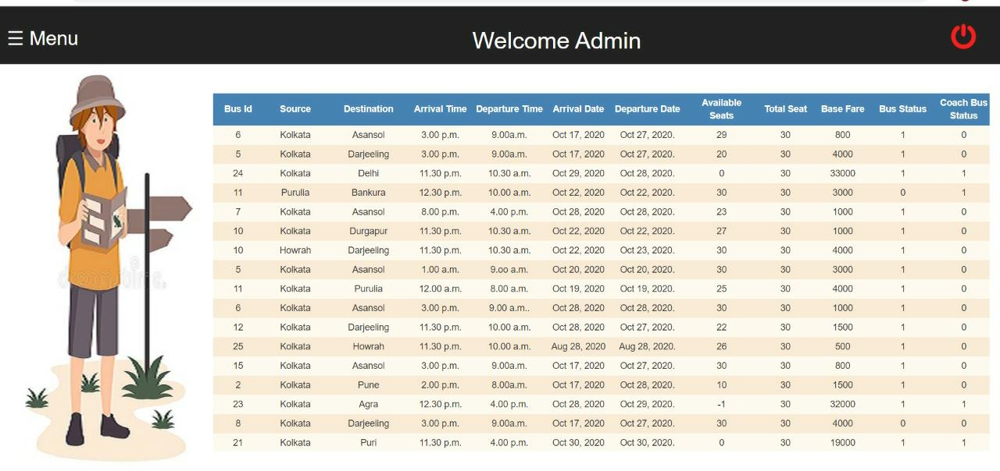 ☰ Menu
Welcome Admin
Bus Id Source Destination Arrival Time Departure Time Arrival Date Departure Date Available Seats Total Seat Base Fare Bus Status Coach Bus Status
6 Kolkata Asansol 3.00 p.m. 9.00a.m. Oct 17, 2020 Oct 27, 2020. 29 30 800 1 0
5 Kolkata Darjeeling 3.00 p.m. 9.00a.m. Oct 17, 2020 Oct 27, 2020. 20 30 4000 1 0
24 Kolkata Delhi 11.30 p.m. 10.30 a.m. Oct 29, 2020 Oct 28, 2020. 0 30 33000 1 1
11 Purulia Bankura 12.30 p.m. 10.00 a.m. Oct 22, 2020 Oct 22, 2020. 30 30 3000 0 1
7 Kolkata Asansol 8.00 p.m. 4.00 p.m. Oct 28, 2020 Oct 28, 2020. 23 30 1000 1 0
10 Kolkata Durgapur 11.30 p.m. 10.30 a.m. Oct 22, 2020 Oct 22, 2020. 27 30 1000 1 0
10 Howrah Darjeeling 11.30 p.m. 10.30 a.m. Oct 22, 2020 Oct 23, 2020. 30 30 4000 1 0
5 Kolkata Asansol 1.00 a.m. 9.oo a.m. Oct 20, 2020 Oct 20, 2020. 30 30 3000 1 0
11 Kolkata Purulia 12.00 a.m. 8.00 a.m. Oct 19, 2020 Oct 19, 2020. 25 30 4000 1 0
6 Kolkata Asansol 3.00 p.m. 9.00 a.m.. Oct 28, 2020 Oct 28, 2020. 30 30 1000 1 0
12 Kolkata Darjeeling 11.30 p.m. 10.00 a.m. Oct 28, 2020 Oct 27, 2020. 22 30 1500 1 0
25 Kolkata Howrah 11.30 p.m. 10.00 a.m. Aug 28, 2020 Aug 28, 2020. 26 30 500 1 0
15 Kolkata Asansol 3.00 p.m. 9.00a.m. Oct 17, 2020 Oct 27, 2020. 30 30 800 1 0
2 Kolkata Pune 2.00 p.m. 8.00a.m. Oct 17, 2020 Oct 28, 2020. 10 30 1500 1 0
23 Kolkata Agra 12.30 p.m. 4.00 p.m. Oct 28, 2020 Oct 29, 2020. -1 30 32000 1 1
8 Kolkata Darjeeling 3.00 p.m. 9.00a.m. Oct 17, 2020 Oct 27, 2020. 30 30 4000 0 0
21 Kolkata Puri 11.30 p.m. 4.00 p.m. Oct 30, 2020 Oct 30, 2020. 0 30 19000 1 1
dreamstime.